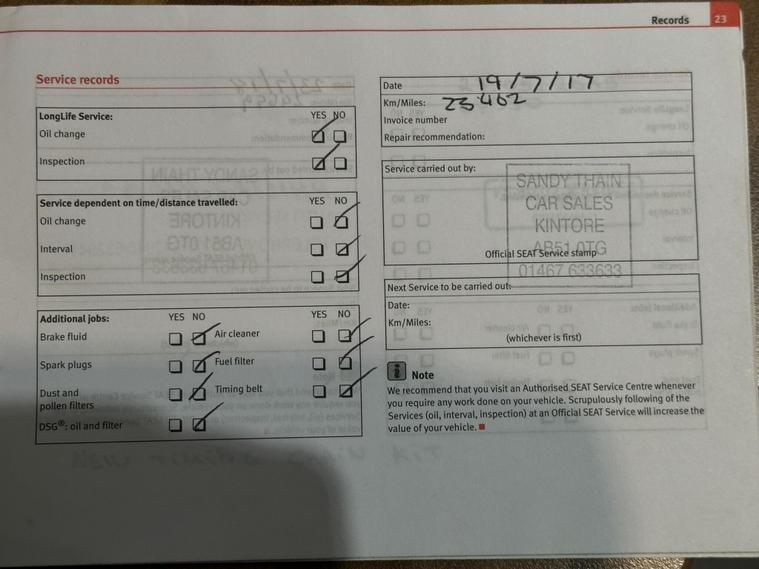 Records 23
Service records
LongLife Service: YES NO
Oil change
Inspection
Service dependent on time/distance travelled: YES NO
Oil change
Interval
Inspection
Additional jobs: YES NO YES NO
Brake fluid Air cleaner
Spark plugs Fuel filter
Dust and
pollen filters Timing belt
DSG®: oil and filter
Date 19/7/17
Km/Miles: 23462
Invoice number
Repair recommendation:
Service carried out by:
SANDY THAIN
CAR SALES
KINTORE
AB51 0TG
Official SEAT Service stamp
01467 633633
Next Service to be carried out:
Date:
Km/Miles:
(whichever is first)
i Note
We recommend that you visit an Authorised SEAT Service Centre whenever
you require any work done on your vehicle. Scrupulously following of the
Services (oil, interval, inspection) at an Official SEAT Service will increase the
value of your vehicle.